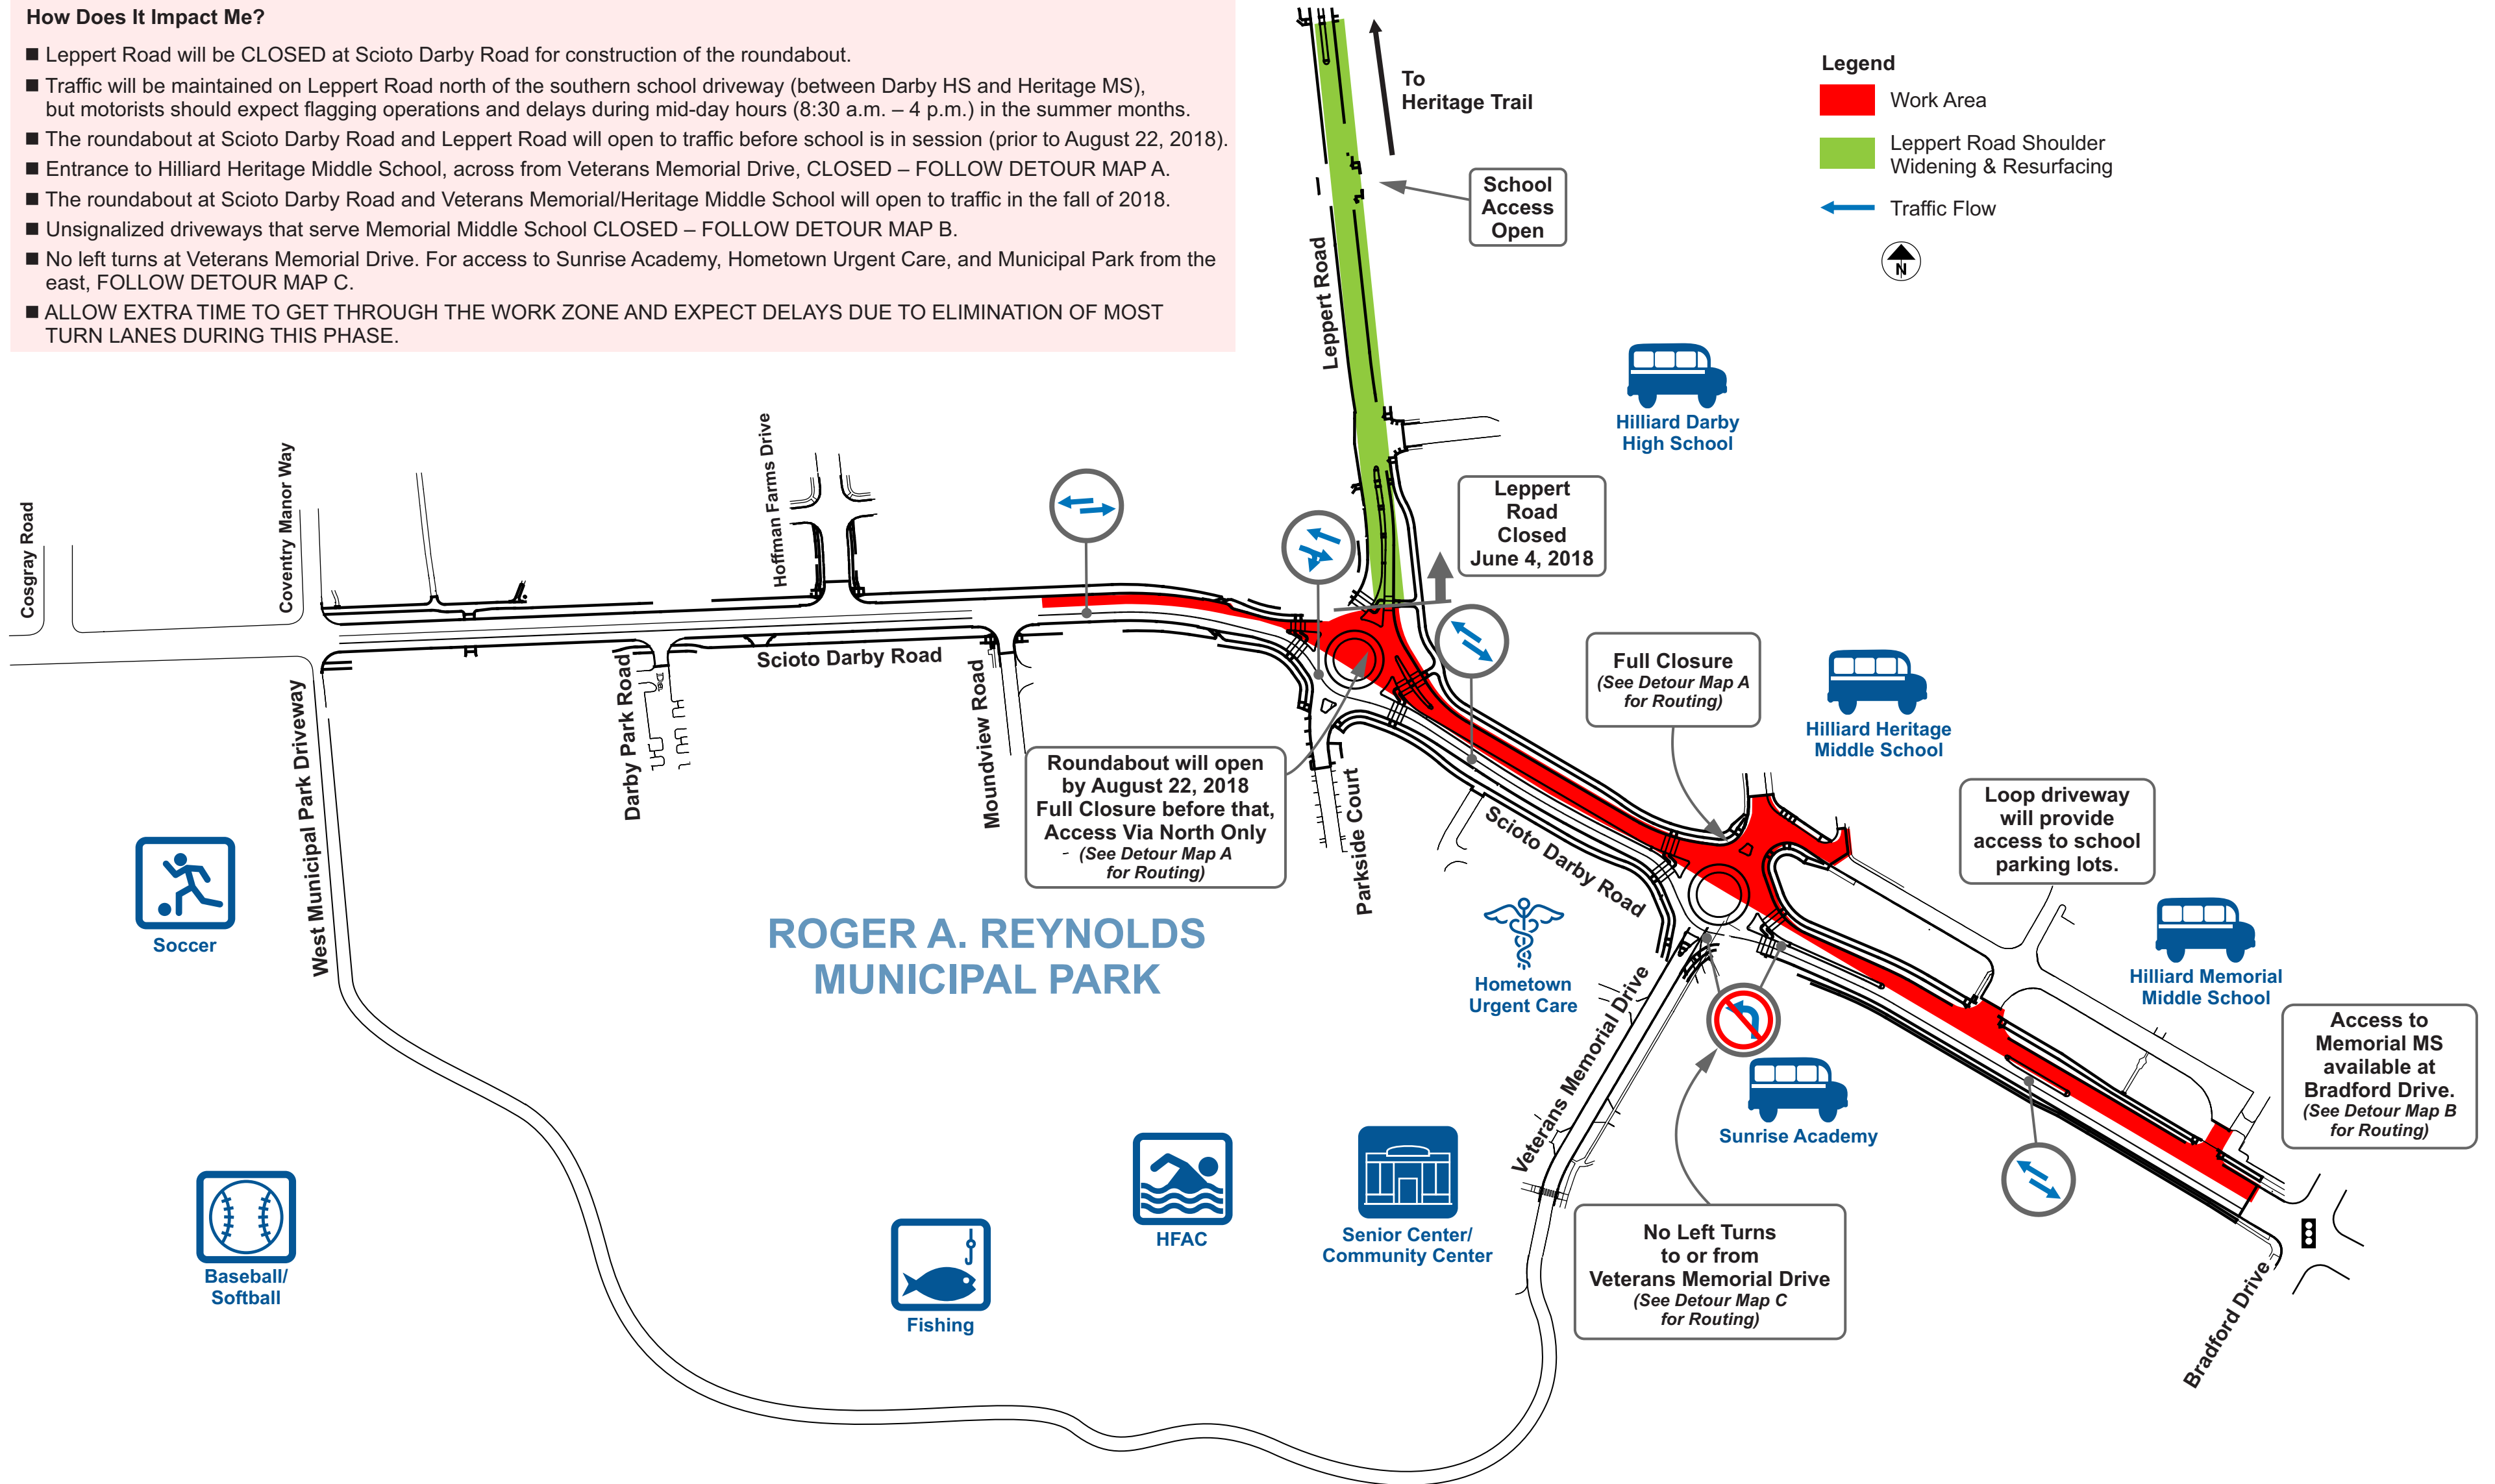 How Does It Impact Me?
■ Leppert Road will be CLOSED at Scioto Darby Road for construction of the roundabout.
■ Traffic will be maintained on Leppert Road north of the southern school driveway (between Darby HS and Heritage MS),
but motorists should expect flagging operations and delays during mid-day hours (8:30 a.m. – 4 p.m.) in the summer months.
■ The roundabout at Scioto Darby Road and Leppert Road will open to traffic before school is in session (prior to August 22, 2018).
■ Entrance to Hilliard Heritage Middle School, across from Veterans Memorial Drive, CLOSED – FOLLOW DETOUR MAP A.
■ The roundabout at Scioto Darby Road and Veterans Memorial/Heritage Middle School will open to traffic in the fall of 2018.
■ Unsignalized driveways that serve Memorial Middle School CLOSED – FOLLOW DETOUR MAP B.
■ No left turns at Veterans Memorial Drive. For access to Sunrise Academy, Hometown Urgent Care, and Municipal Park from the
east, FOLLOW DETOUR MAP C.
■ ALLOW EXTRA TIME TO GET THROUGH THE WORK ZONE AND EXPECT DELAYS DUE TO ELIMINATION OF MOST
TURN LANES DURING THIS PHASE.
To
Heritage Trail
Legend
Work Area
Leppert Road Shoulder
Widening & Resurfacing
Traffic Flow
N
School
Access
Open
Leppert Road
Hilliard Darby
High School
Leppert
Road
Closed
June 4, 2018
Cosgray Road
Coventry Manor Way
Hoffman Farms Drive
Scioto Darby Road
West Municipal Park Driveway
Darby Park Road
Moundview Road
Parkside Court
Roundabout will open
by August 22, 2018
Full Closure before that,
Access Via North Only
(See Detour Map A
for Routing)
Full Closure
(See Detour Map A
for Routing)
Hilliard Heritage
Middle School
Scioto Darby Road
Loop driveway
will provide
access to school
parking lots.
Soccer
ROGER A. REYNOLDS
MUNICIPAL PARK
Hometown
Urgent Care
Hilliard Memorial
Middle School
Veterans Memorial Drive
Access to
Memorial MS
available at
Bradford Drive.
(See Detour Map B
for Routing)
Sunrise Academy
Baseball/
Softball
Fishing
HFAC
Senior Center/
Community Center
No Left Turns
to or from
Veterans Memorial Drive
(See Detour Map C
for Routing)
Bradford Drive